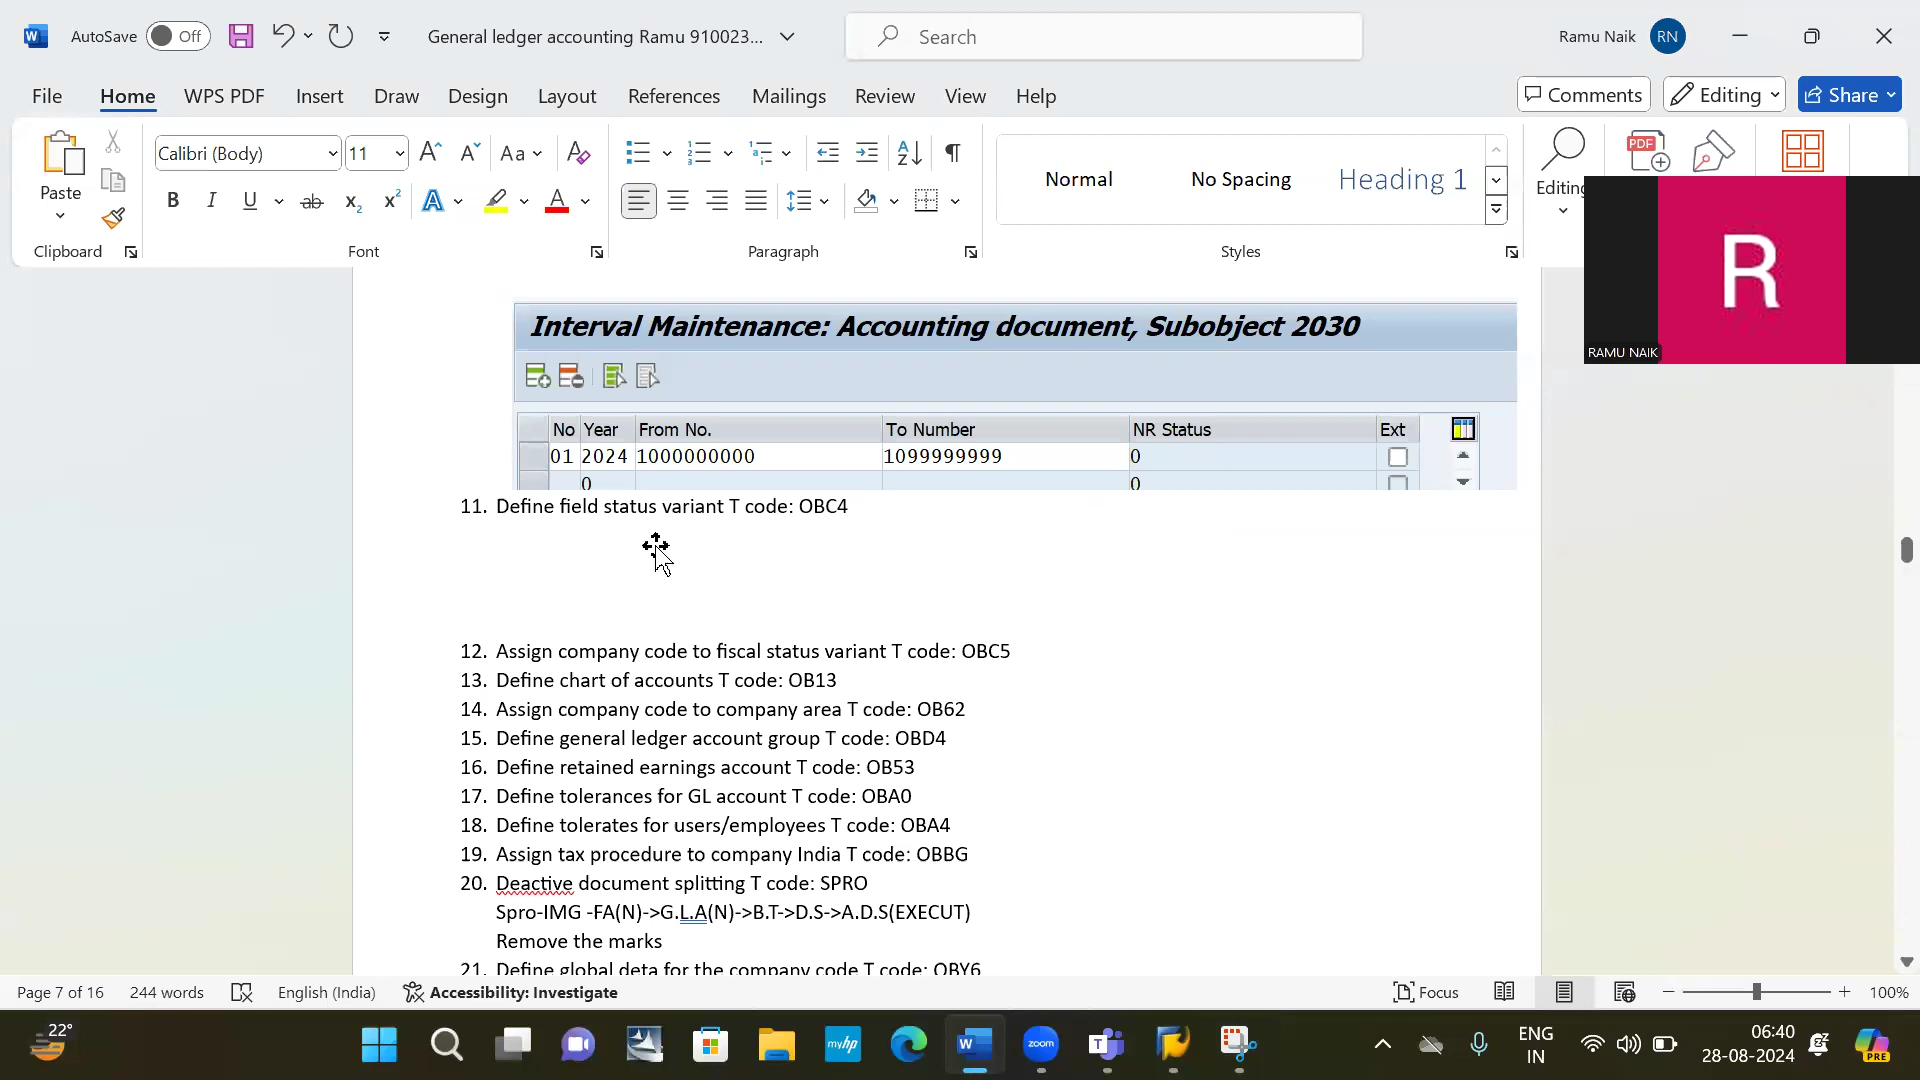 AutoSave Off General ledger accounting Ramu 910023... Search Ramu Naik RN
File Home WPS PDF Insert Draw Design Layout References Mailings Review View Help Comments Editing Share
Paste
Clipboard
Calibri (Body) 11 Aa
B I U ab x2 x2 A A
Font
Paragraph
Normal No Spacing Heading 1
Styles
Editing
PDF
R
RAMU NAIK
Interval Maintenance: Accounting document, Subobject 2030
No Year From No. To Number NR Status Ext
01 2024 1000000000 1099999999 0
0 0
11. Define field status variant T code: OBC4
12. Assign company code to fiscal status variant T code: OBC5
13. Define chart of accounts T code: OB13
14. Assign company code to company area T code: OB62
15. Define general ledger account group T code: OBD4
16. Define retained earnings account T code: OB53
17. Define tolerances for GL account T code: OBA0
18. Define tolerates for users/employees T code: OBA4
19. Assign tax procedure to company India T code: OBBG
20. Deactive document splitting T code: SPRO
Spro-IMG -FA(N)->G.L.A(N)->B.T->D.S->A.D.S(EXECUT)
Remove the marks
21. Define global deta for the company code T code: OBY6
Page 7 of 16 244 words English (India) Accessibility: Investigate Focus 100%
22° myhp W zoom T ENG IN 06:40 28-08-2024 PRE